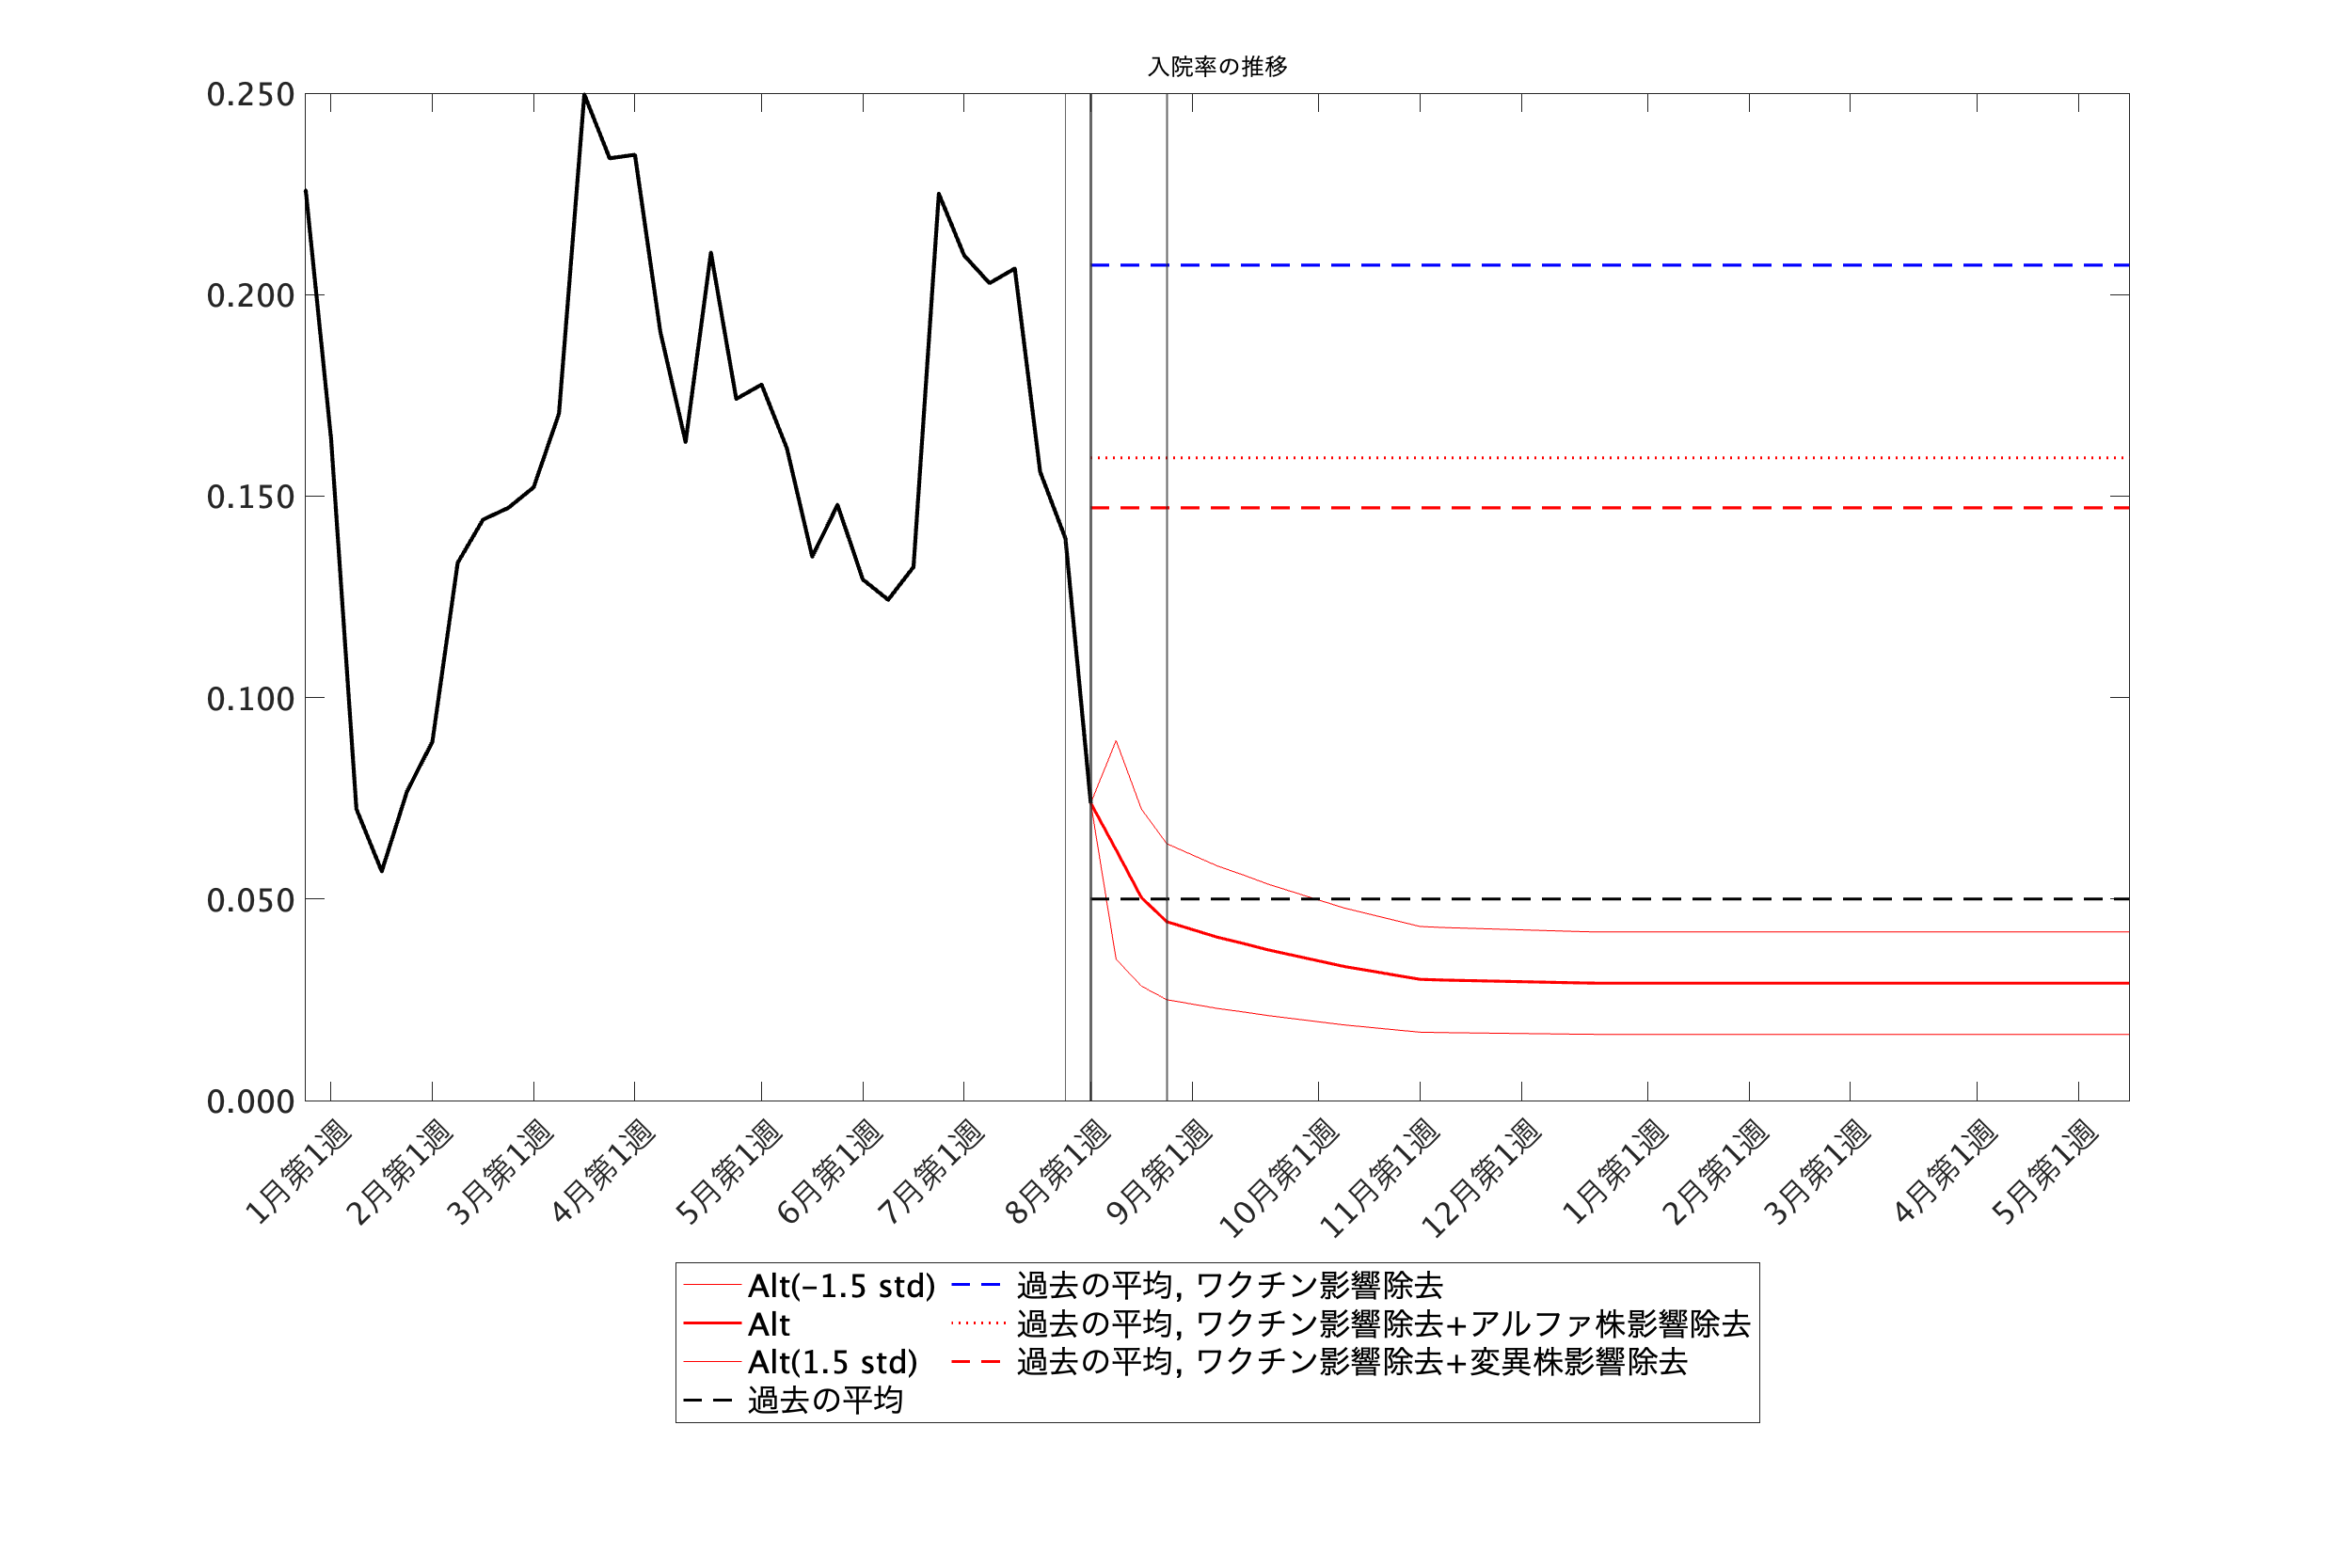 入院率の推移
0.250
0.200
0.150
0.100
0.050
0.000
1月第1週
2月第1週
3月第1週
4月第1週
5月第1週
6月第1週
7月第1週
8月第1週
9月第1週
10月第1週
11月第1週
12月第1週
1月第1週
2月第1週
3月第1週
4月第1週
5月第1週
Alt(-1.5 std)
Alt
Alt(1.5 std)
過去の平均
過去の平均, ワクチン影響除去
過去の平均, ワクチン影響除去+アルファ株影響除去
過去の平均, ワクチン影響除去+変異株影響除去